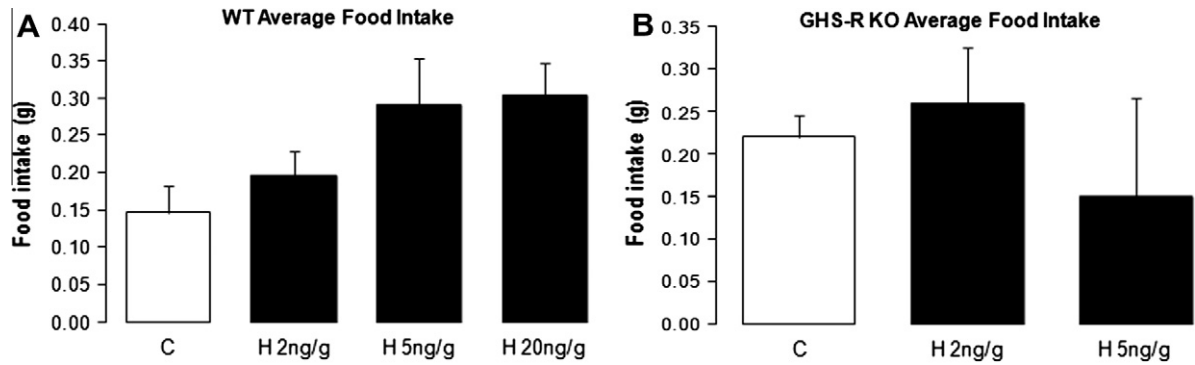 A
WT Average Food Intake
Food intake (g)
0.40
0.35
0.30
0.25
0.20
0.15
0.10
0.05
0.00
C
H 2ng/g
H 5ng/g
H 20ng/g
B
GHS-R KO Average Food Intake
Food intake (g)
0.35
0.30
0.25
0.20
0.15
0.10
0.05
0.00
C
H 2ng/g
H 5ng/g